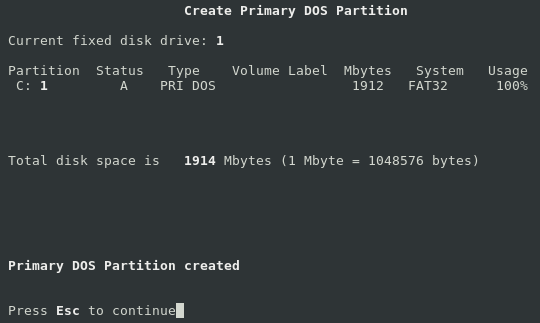 Create Primary DOS Partition
Current fixed disk drive: 1
Partition  Status   Type    Volume Label  Mbytes   System   Usage
C: 1         A    PRI DOS                 1912   FAT32      100%
Total disk space is   1914 Mbytes (1 Mbyte = 1048576 bytes)
Primary DOS Partition created
Press Esc to continue